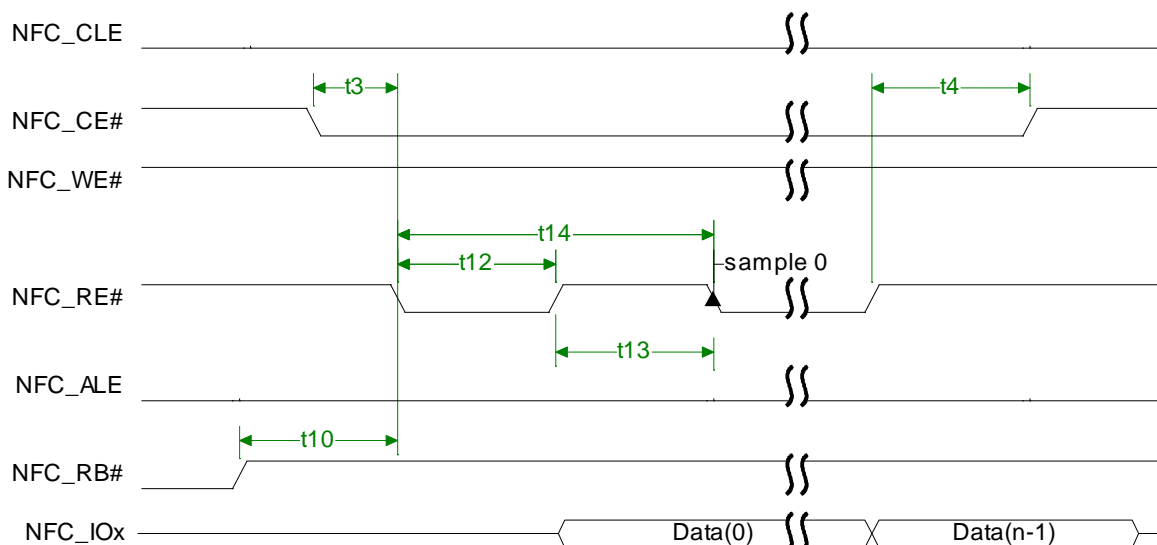 NFC_CLE
t3
t4
NFC_CE#
NFC_WE#
t14
t12
sample 0
NFC_RE#
t13
NFC_ALE
t10
NFC_RB#
NFC_IOx
Data(0)
Data(n-1)